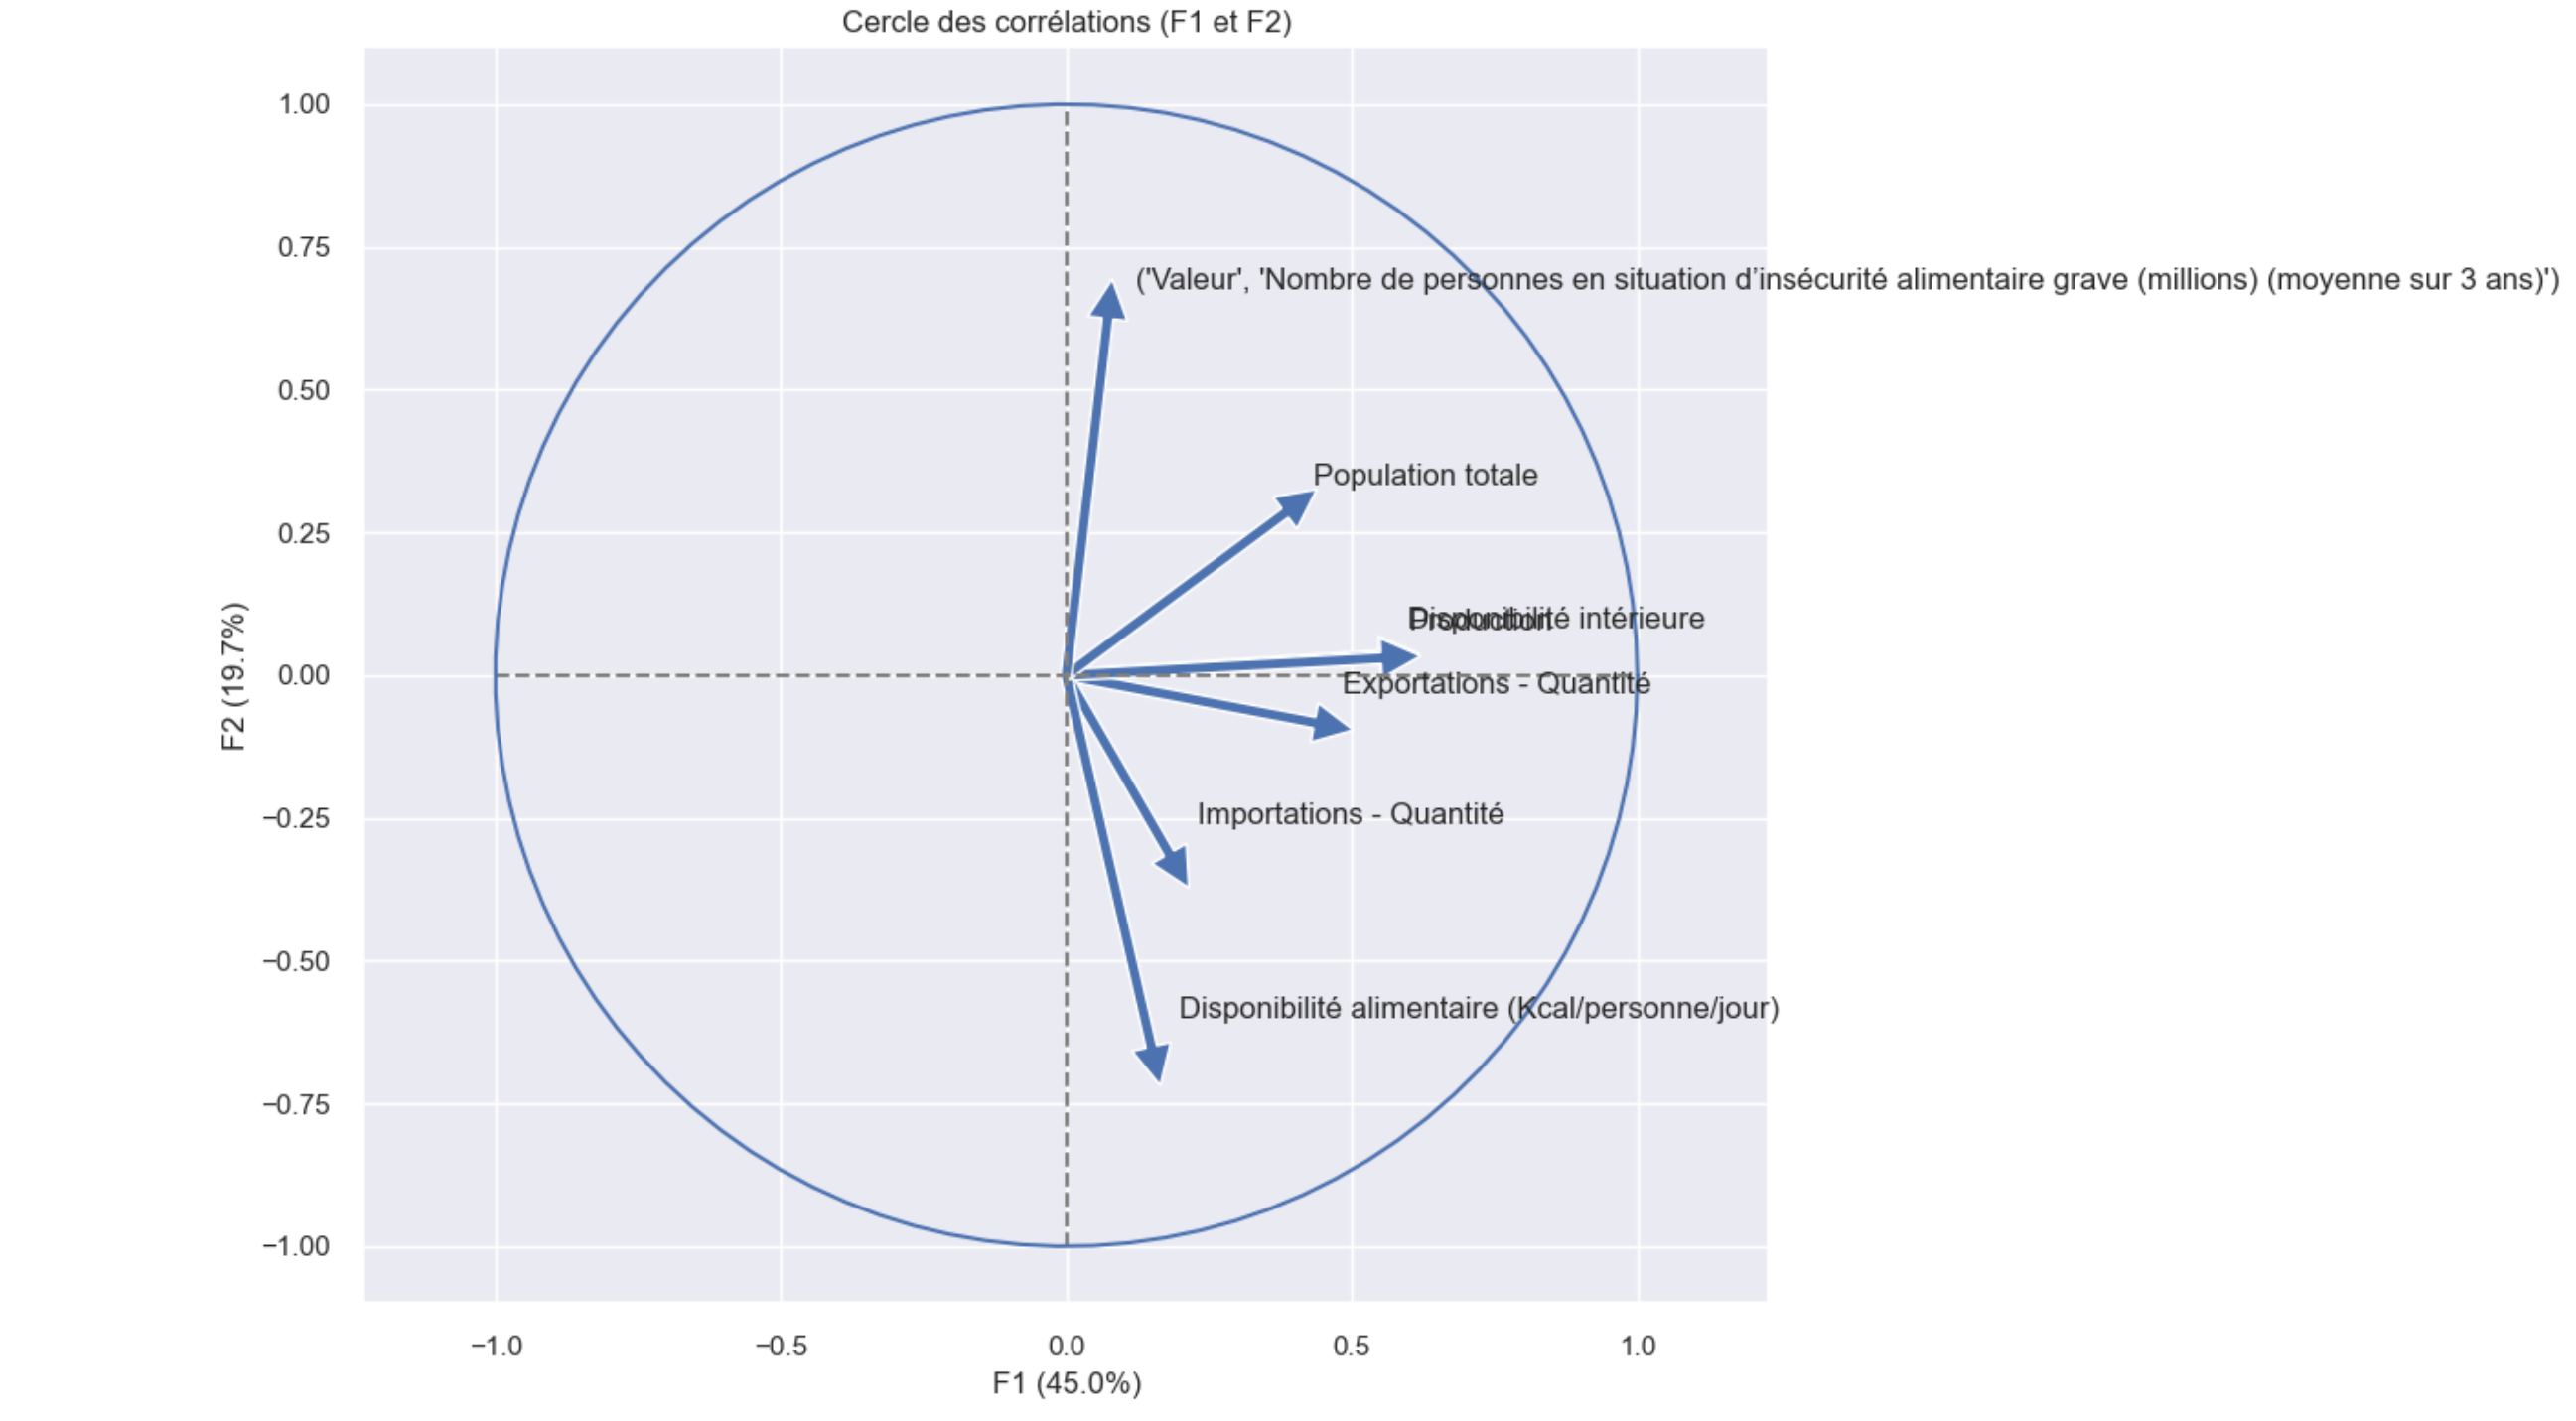 Cercle des corrélations (F1 et F2)
1.00
0.75
('Valeur', 'Nombre de personnes en situation d’insécurité alimentaire grave (millions) (moyenne sur 3 ans)')
0.50
Population totale
0.25
Disponibilité intérieure
Production
0.00
Exportations - Quantité
F2 (19.7%)
−0.25
Importations - Quantité
−0.50
Disponibilité alimentaire (Kcal/personne/jour)
−0.75
−1.00
−1.0 −0.5 0.0 0.5 1.0
F1 (45.0%)